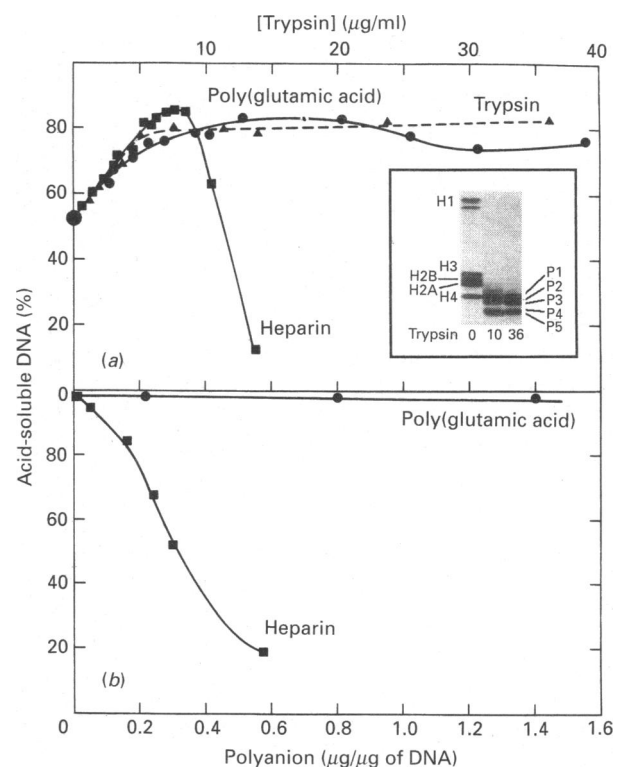 [Trypsin] (µg/ml)
10 20 30 40
Poly(glutamic acid)
Trypsin
80
60
40
20
Heparin
(a)
H1
H3
H2B
H2A
H4
P1
P2
P3
P4
P5
Trypsin 0 10 36
Acid-soluble DNA (%)
0
Poly(glutamic acid)
80
60
40
20
Heparin
(b)
0 0.2 0.4 0.6 0.8 1.0 1.2 1.4 1.6
Polyanion (µg/µg of DNA)